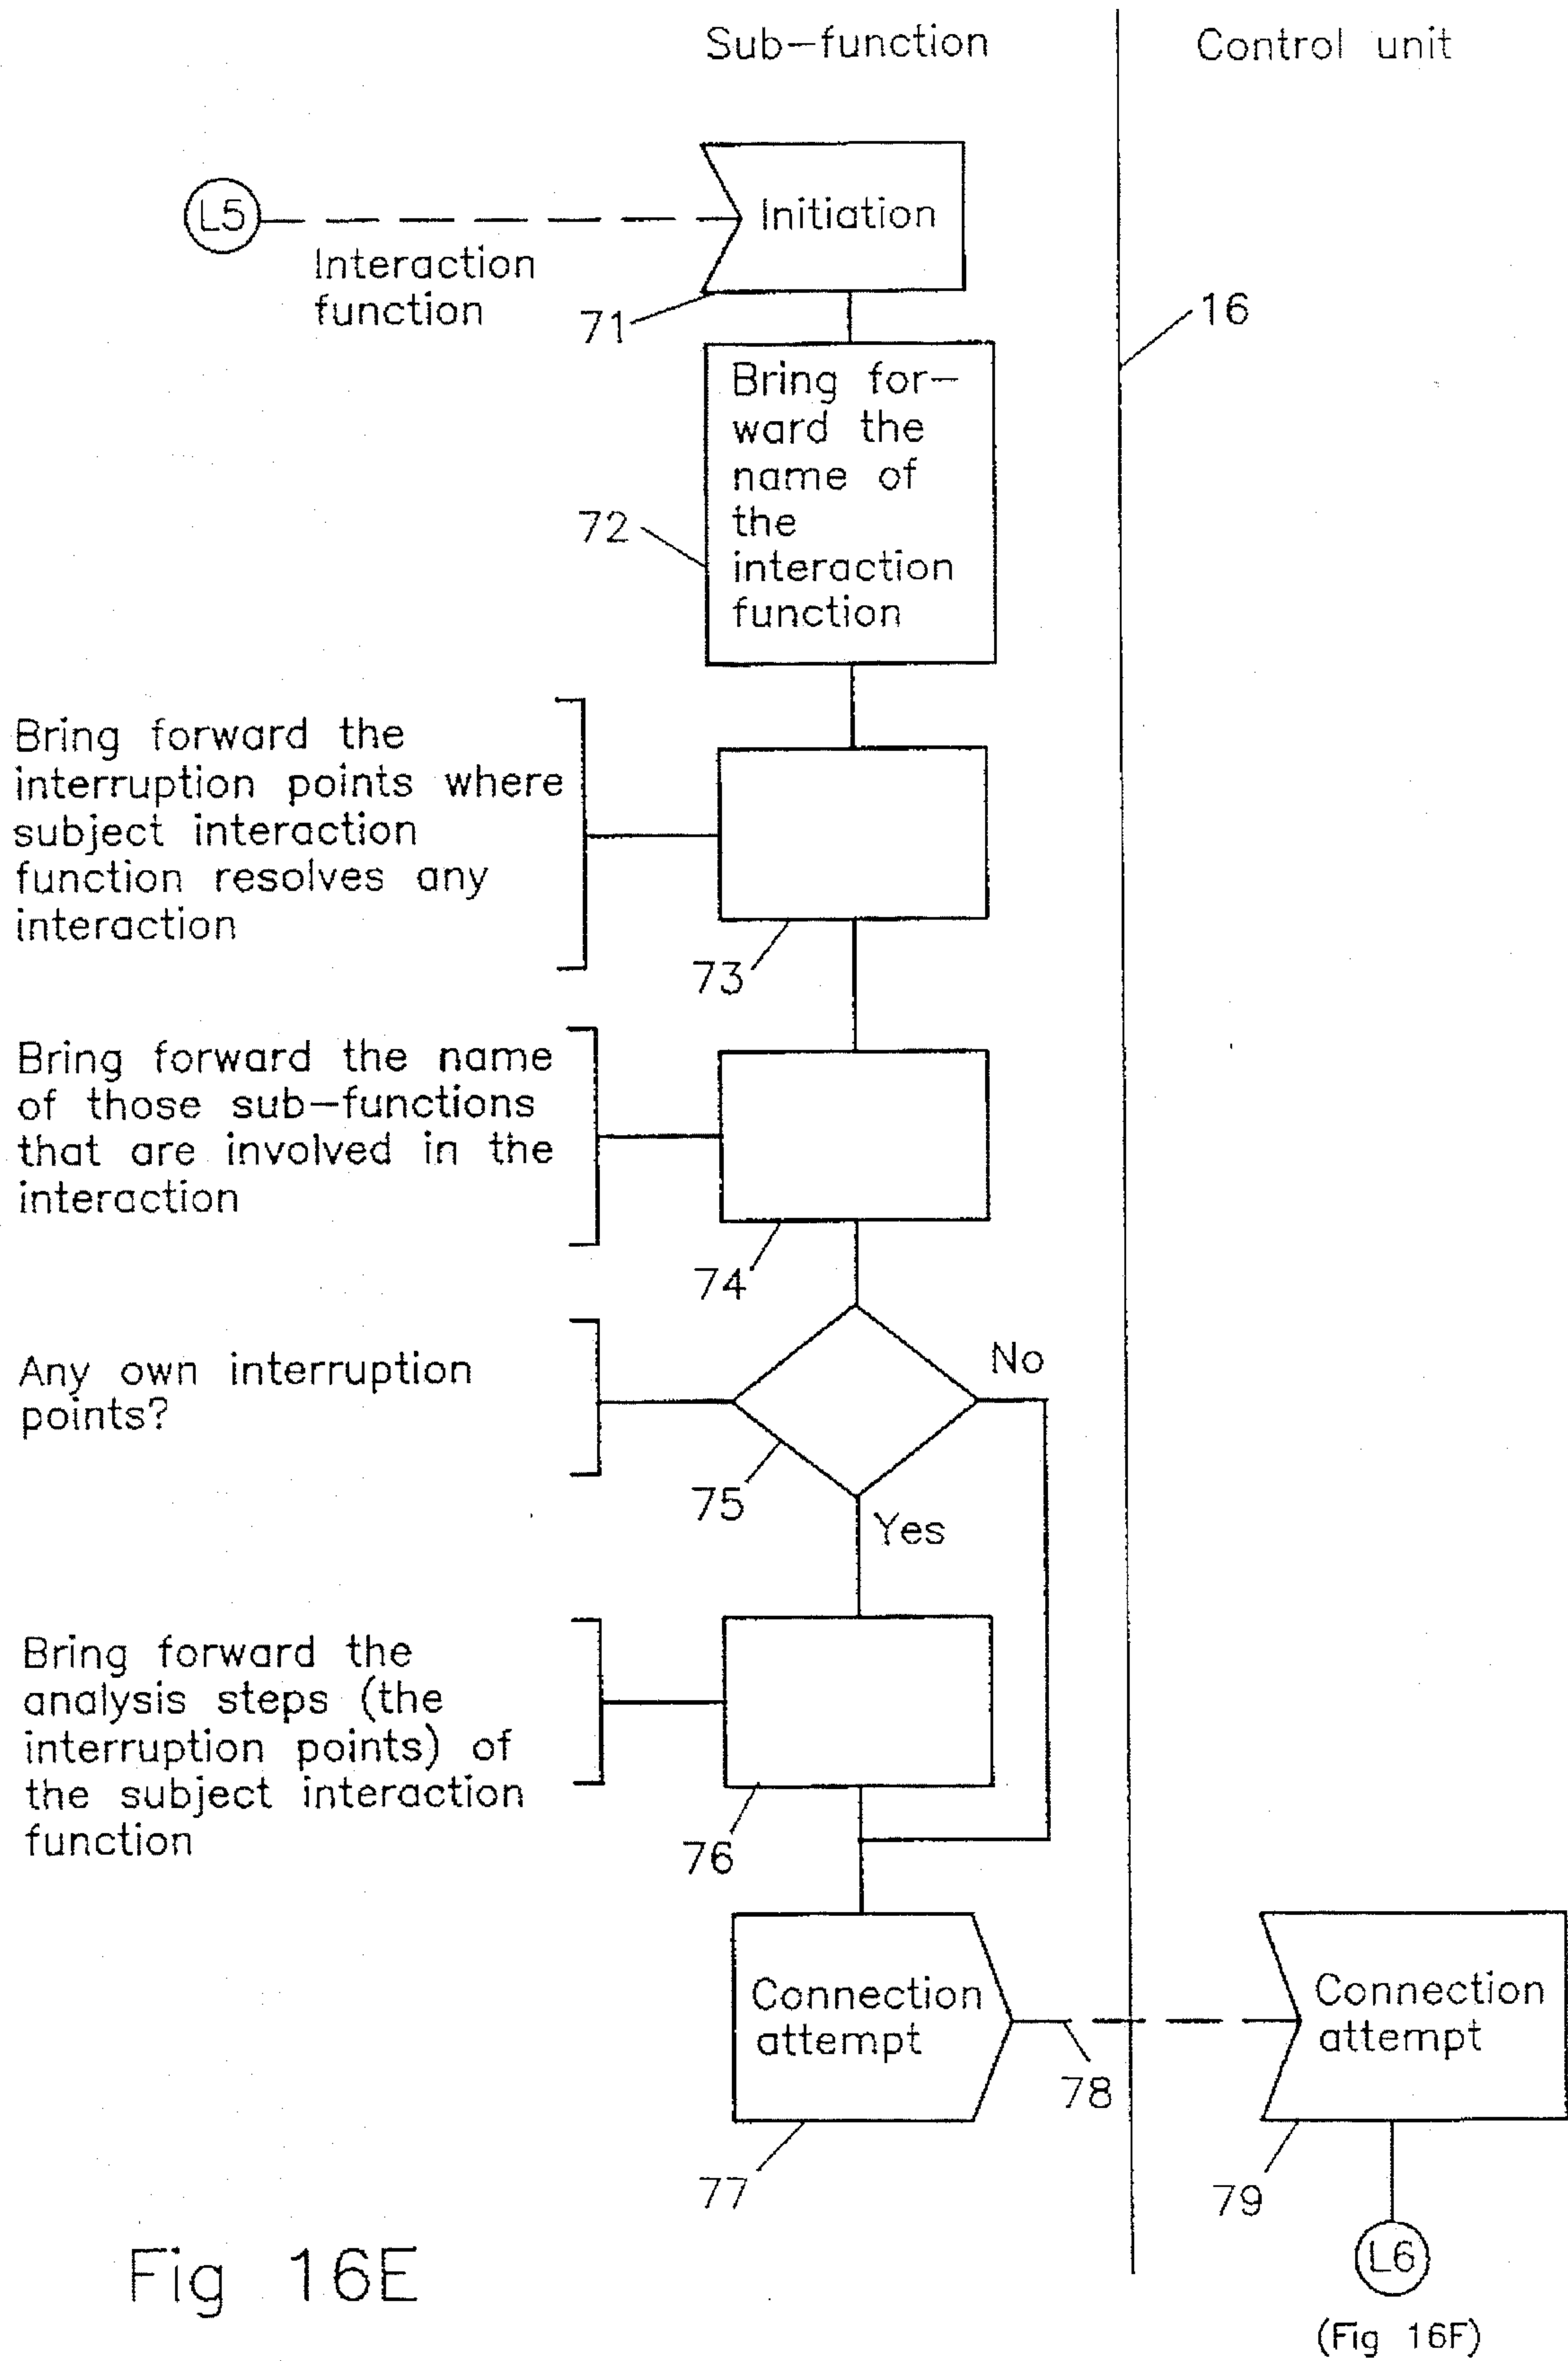 Sub-function
Control unit
L5
Initiation
Interaction
function
71
16
Bring for-
ward the
name of
the
interaction
function
72
Bring forward the
interruption points where
subject interaction
function resolves any
interaction
73
Bring forward the name
of those sub-functions
that are involved in the
interaction
74
Any own interruption
points?
No
75
Yes
Bring forward the
analysis steps (the
interruption points) of
the subject interaction
function
76
Connection
attempt
Connection
attempt
78
77
79
L6
Fig 16E
(Fig 16F)